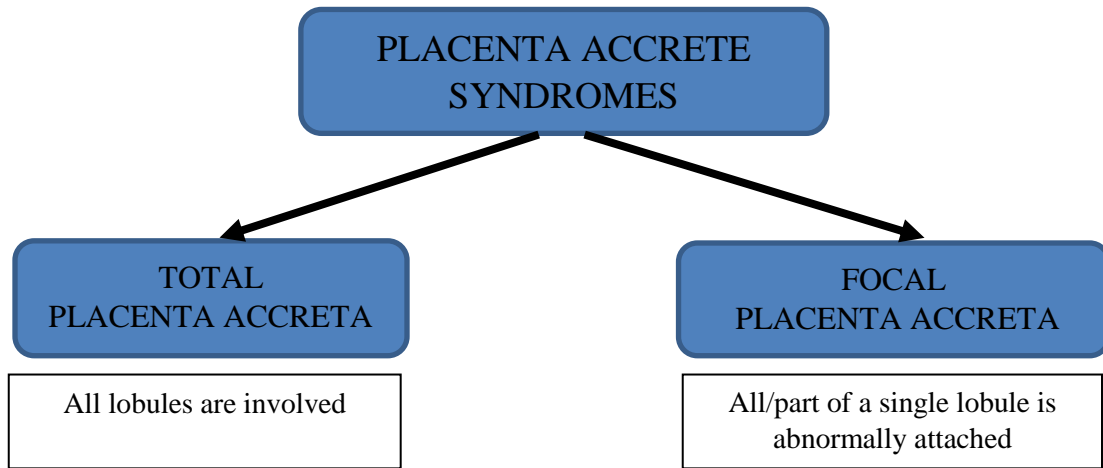 PLACENTA ACCRETE
SYNDROMES
TOTAL
PLACENTA ACCRETA
FOCAL
PLACENTA ACCRETA
All lobules are involved
All/part of a single lobule is
abnormally attached